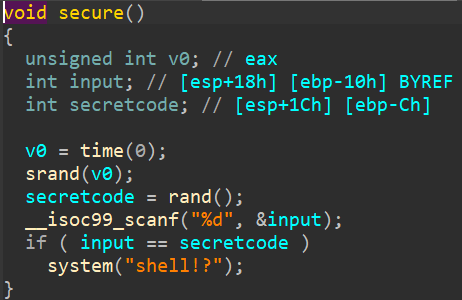 void secure()
{
unsigned int v0; // eax
int input; // [esp+18h] [ebp-10h] BYREF
int secretcode; // [esp+1Ch] [ebp-Ch]
v0 = time(0);
srand(v0);
secretcode = rand();
__isoc99_scanf("%d", &input);
if ( input == secretcode )
system("shell!?");
}